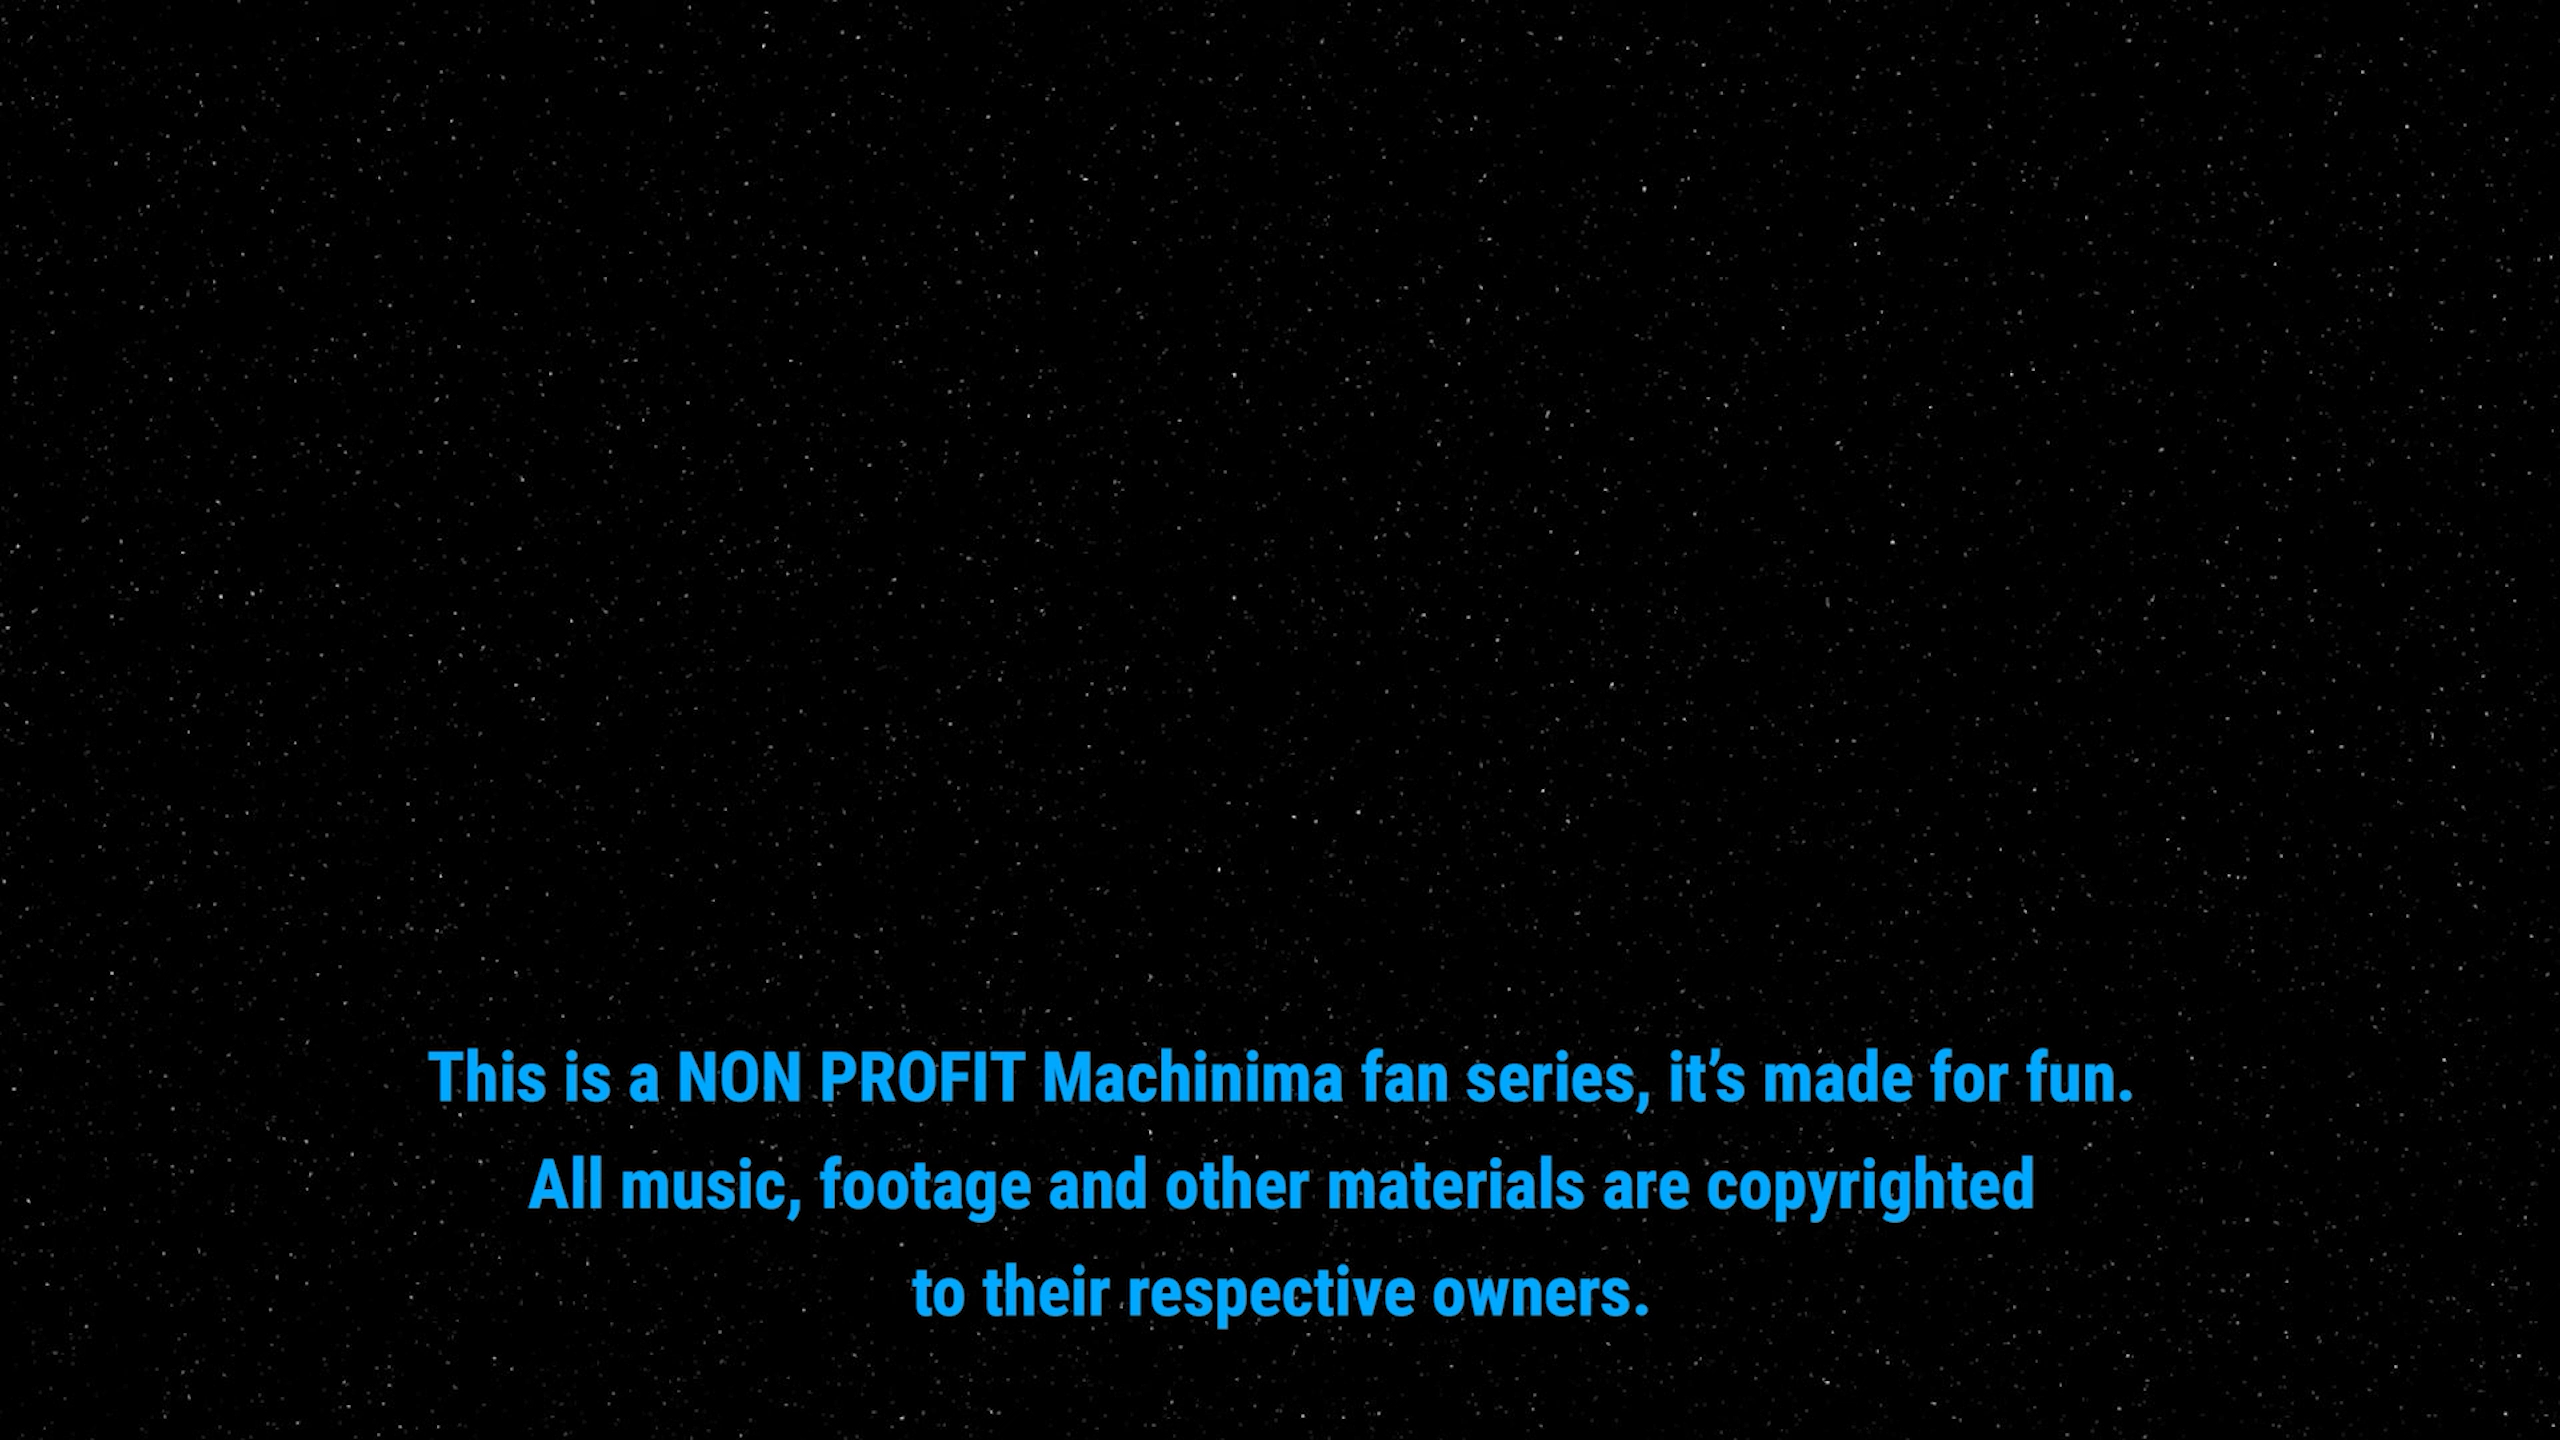 This is a NON PROFIT Machinima fan series, it’s made for fun.
All music, footage and other materials are copyrighted
to their respective owners.